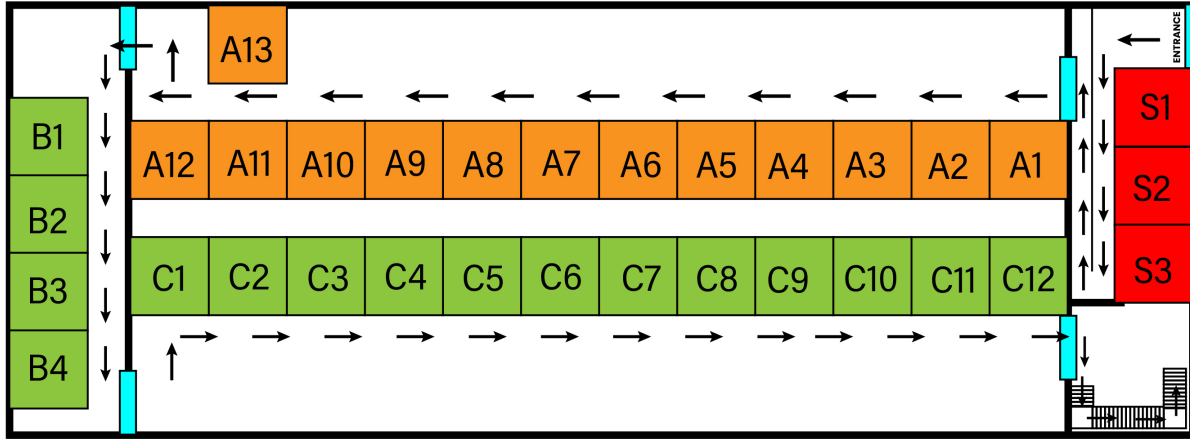 ENTRANCE
A13
S1
B1
A12 A11 A10 A9 A8 A7 A6 A5 A4 A3 A2 A1
S2
B2
C1 C2 C3 C4 C5 C6 C7 C8 C9 C10 C11 C12
S3
B3
B4